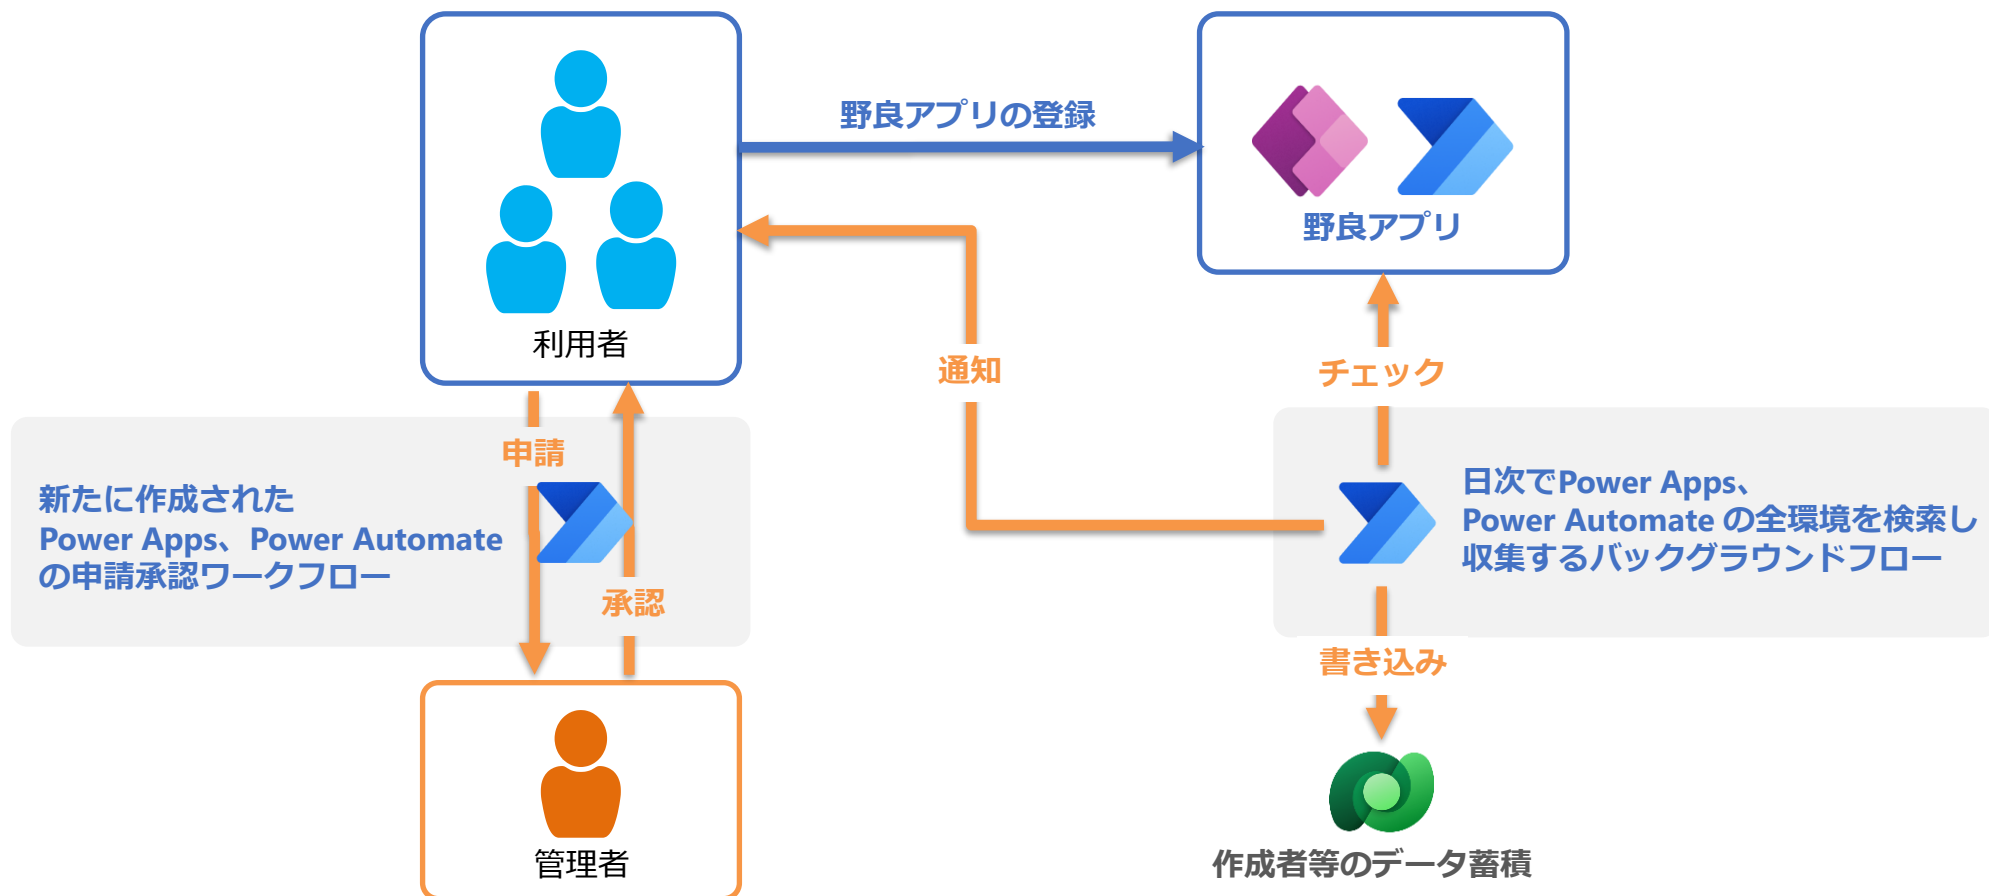 野良アプリの登録
野良アプリ
利用者
通知
チェック
申請
新たに作成された
Power Apps、Power Automate
の申請承認ワークフロー
承認
日次でPower Apps、
Power Automate の全環境を検索し
収集するバックグラウンドフロー
書き込み
管理者
作成者等のデータ蓄積